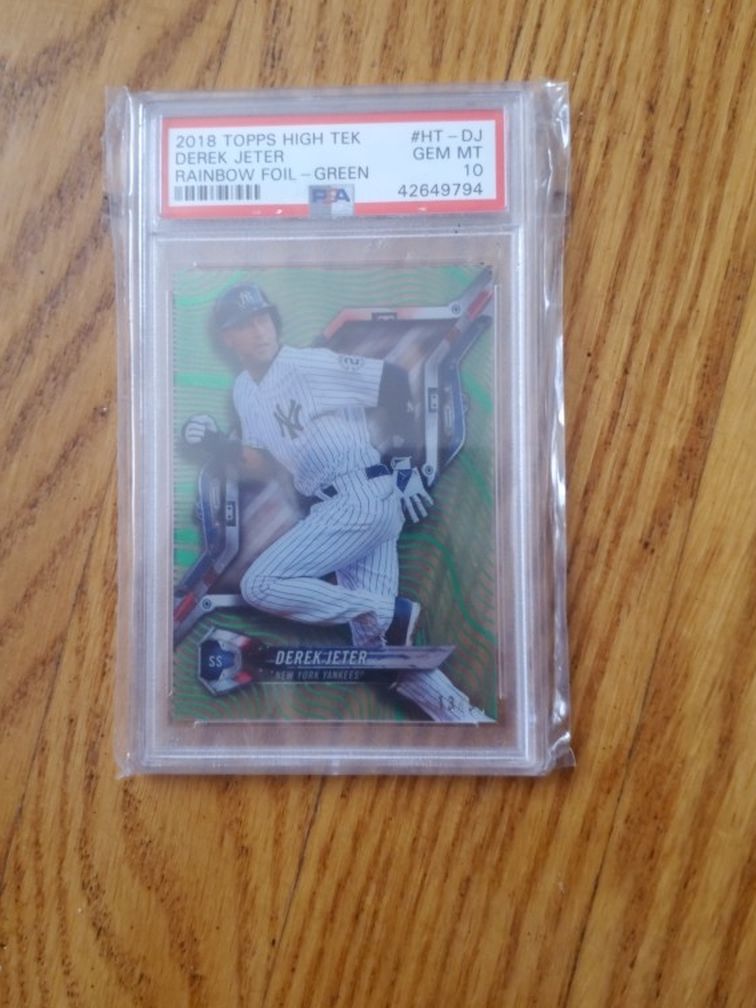 2018 TOPPS HIGH TEK #HT-DJ
DEREK JETER GEM MT
RAINBOW FOIL-GREEN 10
PSA 42649794
NY
2
SS
DEREK JETER
NEW YORK YANKEES